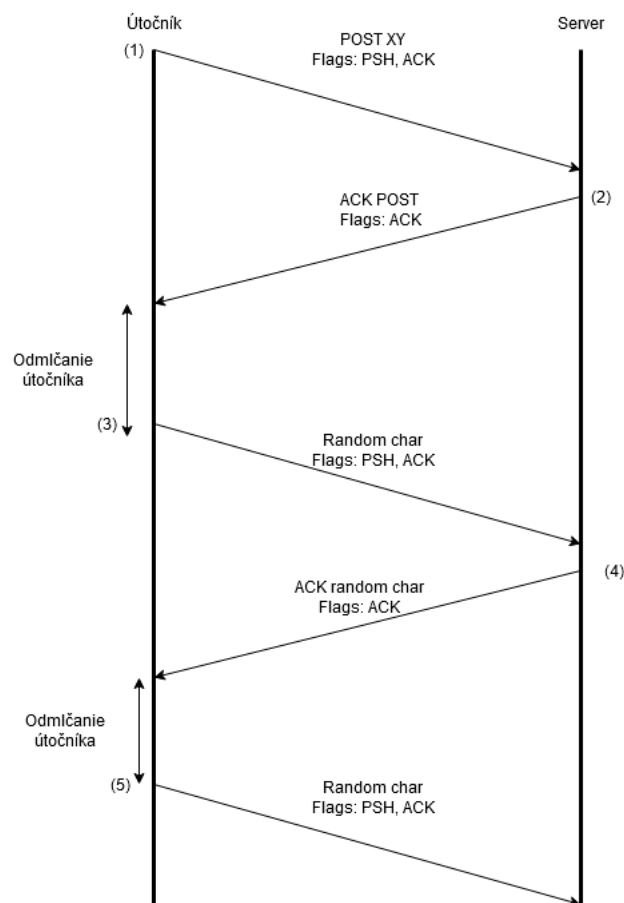 Útočník
Server
(1)
POST XY
Flags: PSH, ACK
ACK POST
Flags: ACK
(2)
Odmlčanie
útočníka
(3)
Random char
Flags: PSH, ACK
(4)
ACK random char
Flags: ACK
Odmlčanie
útočníka
(5)
Random char
Flags: PSH, ACK